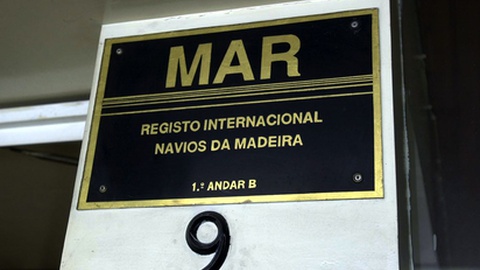 MAR
REGISTO INTERNACIONAL
NAVIOS DA MADEIRA
1.º ANDAR B
9